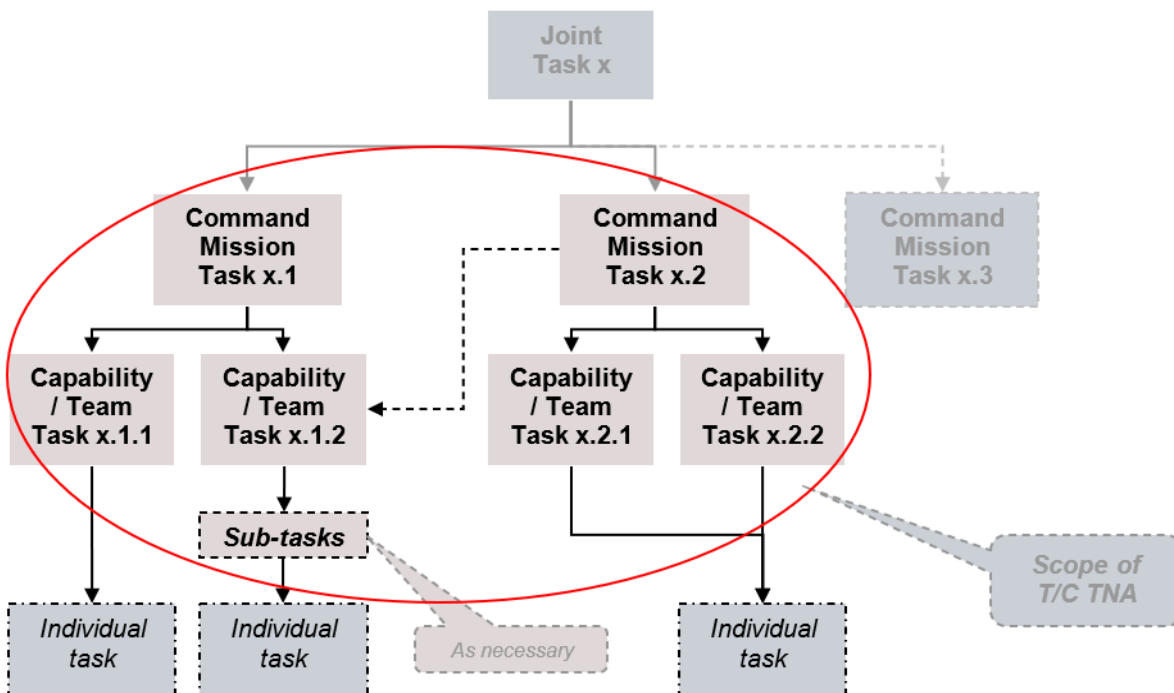 Joint
Task x
Command
Mission
Task x.1
Command
Mission
Task x.2
Command
Mission
Task x.3
Capability
/ Team
Task x.1.1
Capability
/ Team
Task x.1.2
Capability
/ Team
Task x.2.1
Capability
/ Team
Task x.2.2
Sub-tasks
Scope of
T/C TNA
Individual
task
Individual
task
As necessary
Individual
task